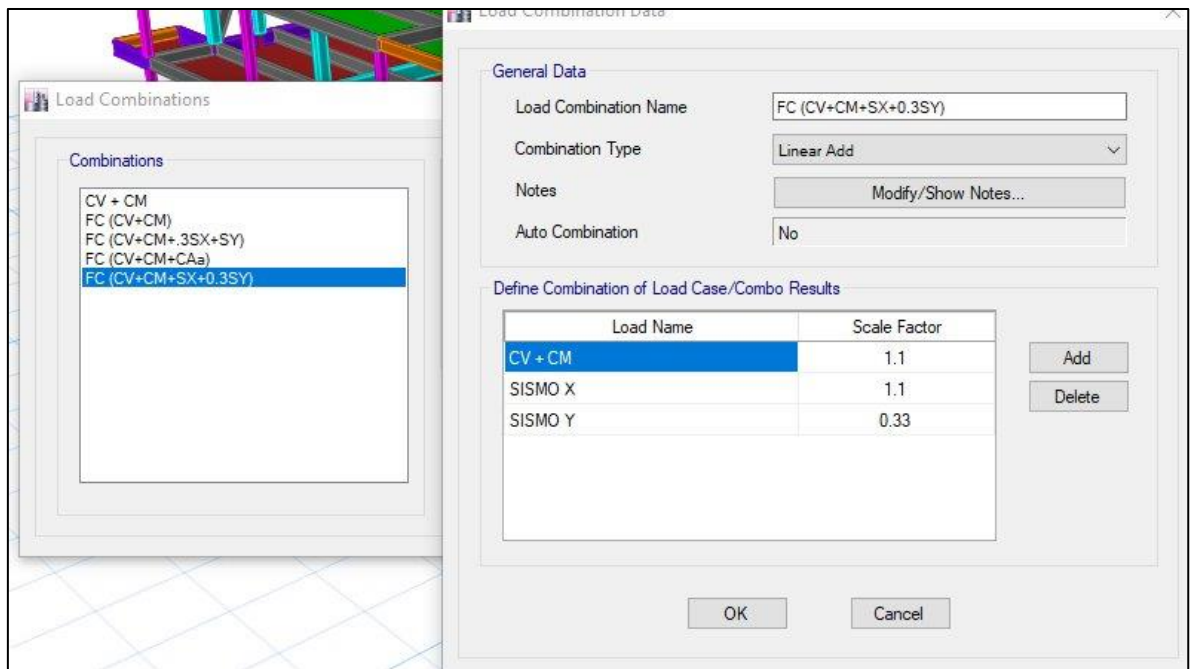 Load Combinations
Combinations
CV + CM
FC (CV+CM)
FC (CV+CM+.3SX+SY)
FC (CV+CM+CAa)
FC (CV+CM+SX+0.3SY)
Load Combination Data
General Data
Load Combination Name FC (CV+CM+SX+0.3SY)
Combination Type Linear Add
Notes Modify/Show Notes...
Auto Combination No
Define Combination of Load Case/Combo Results
Load Name Scale Factor
CV + CM 1.1 Add
SISMO X 1.1 Delete
SISMO Y 0.33
OK Cancel